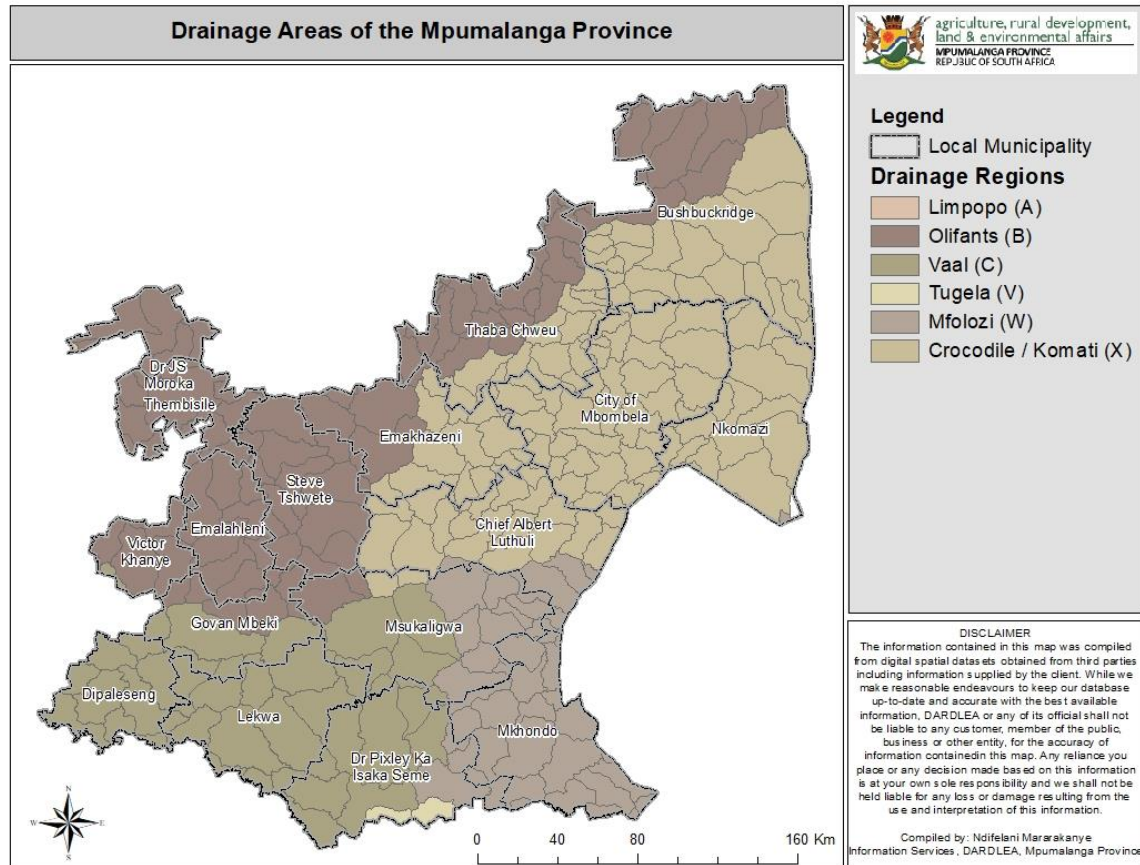 Drainage Areas of the Mpumalanga Province
agriculture, rural development,
land & environmental affairs
MPUMALANGA PROVINCE
REPUBLIC OF SOUTH AFRICA
Legend
Local Municipality
Drainage Regions
Limpopo (A)
Olifants (B)
Vaal (C)
Tugela (V)
Mfolozi (W)
Crocodile / Komati (X)
Bushbuckridge
Thaba Chweu
Dr JS
Moroka
Thembisile
City of
Mbombela
Nkomazi
Emakhazeni
Steve
Tshwete
Emalahleni
Chief Albert
Luthuli
Victor
Khanye
Govan Mbeki
Msukaligwa
Dipaleseng
Lekwa
Mkhondo
Dr Pixley Ka
Isaka Seme
N
W
E
S
0 40 80 160 Km
DISCLAIMER
The information contained in this map was compiled
from digital spatial datasets obtained from third parties
including information supplied by the client. While we
make reasonable endeavours to keep our database
up-to-date and accurate with the best available
information, DARDLEA or any of its official shall not
be liable to any customer, member of the public,
business or other entity, for the accuracy of
information containedin this map. Any reliance you
place or any decision made based on this information
is at your own sole responsibility and we shall not be
held liable for any loss or damage resulting from the
use and interpretation of this information.
Compiled by: Ndifelani Mararakanye
Information Services, DARDLEA, Mpumalanga Province